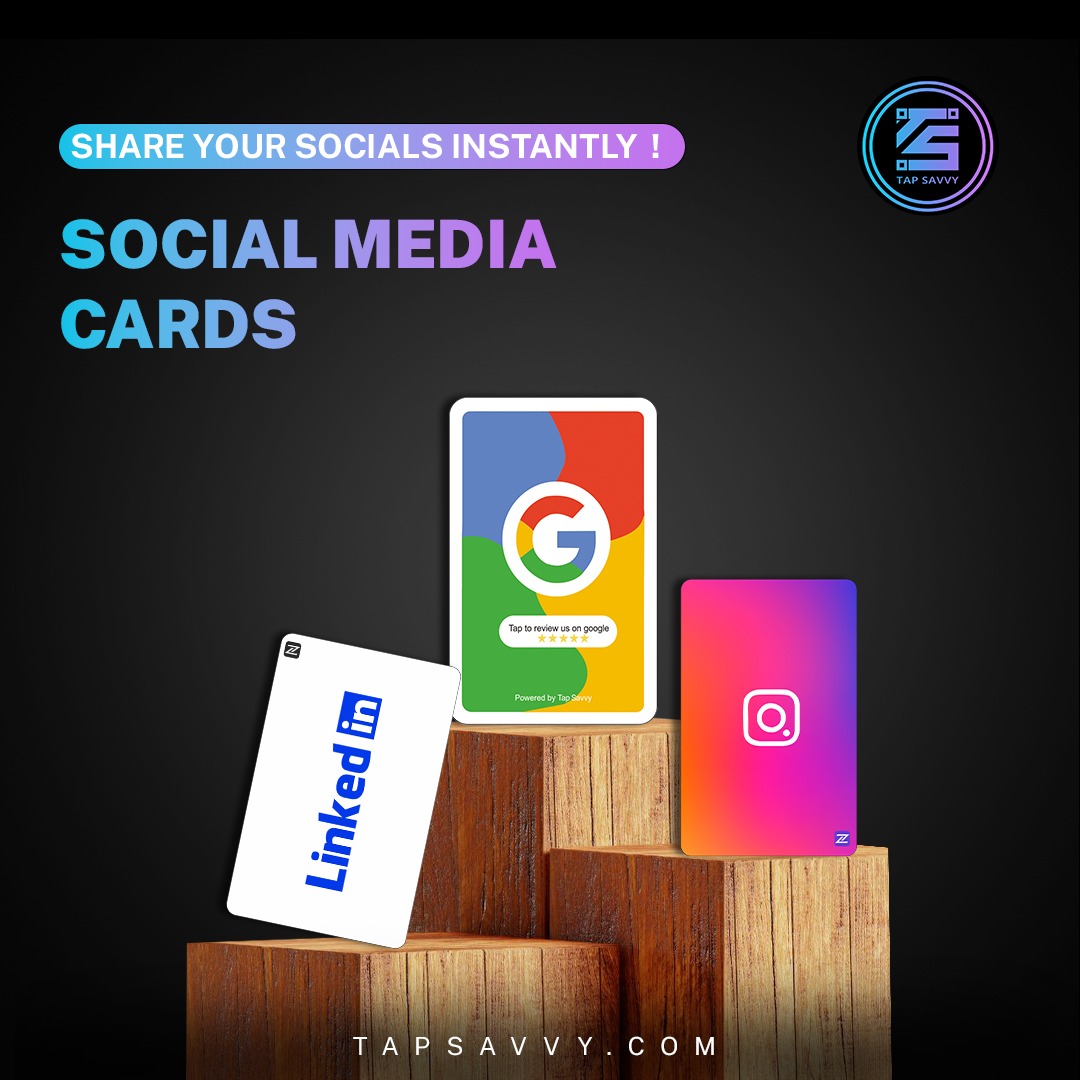 SHARE YOUR SOCIALS INSTANTLY !
TAP SAVVY
SOCIAL MEDIA
CARDS
G
Tap to review us on google
Powered by Tap Savvy
Linked in
TAPSAVVY.COM